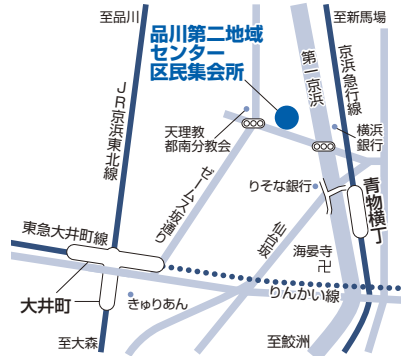 至品川
至新馬場
品川第二地域
センター
区民集会所
第一京浜
京浜急行線
JR京浜東北線
天理教
都南分教会
横浜
銀行
ゼームス坂通り
りそな銀行
青物横丁
仙台坂
海晏寺
卍
東急大井町線
大井町
きゅりあん
りんかい線
至大森
至鮫洲